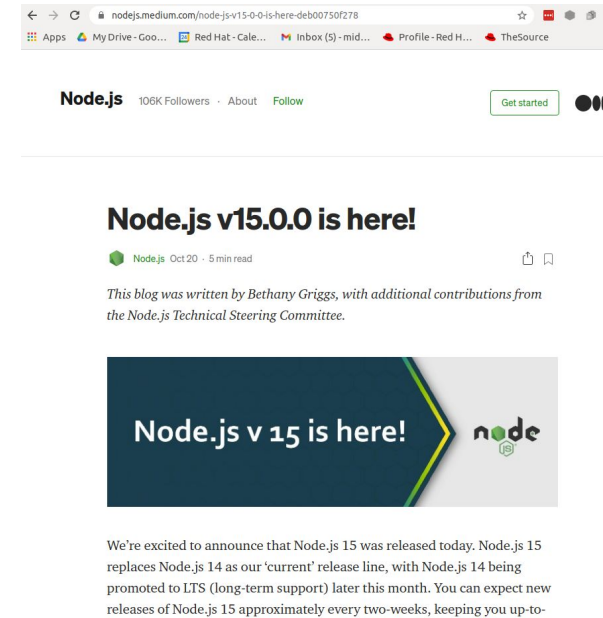 nodejs.medium.com/node-js-v15-0-0-is-here-deb00750f278
Apps My Drive - Goo... Red Hat - Cale... Inbox (5) - mid... Profile - Red H... TheSource
Node.js 106K Followers · About Follow Get started
Node.js v15.0.0 is here!
Node.js Oct 20 · 5 min read
This blog was written by Bethany Griggs, with additional contributions from
the Node.js Technical Steering Committee.
Node.js v 15 is here!
node
JS
We’re excited to announce that Node.js 15 was released today. Node.js 15
replaces Node.js 14 as our ‘current’ release line, with Node.js 14 being
promoted to LTS (long-term support) later this month. You can expect new
releases of Node.js 15 approximately every two-weeks, keeping you up-to-